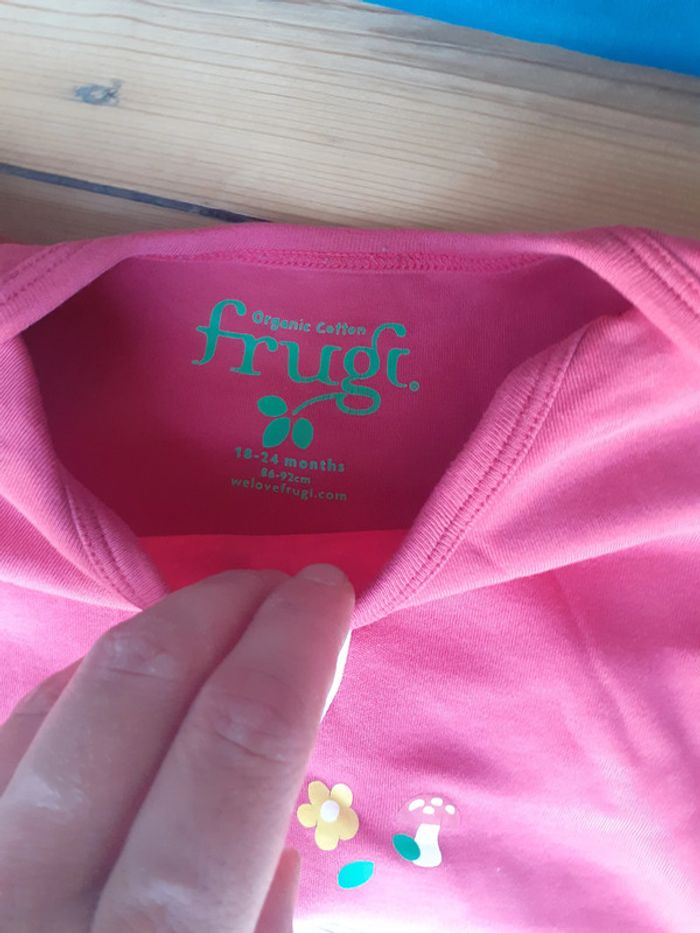 Organic Cotton
frugi®
18-24 months
86-92cm
welovefrugi.com